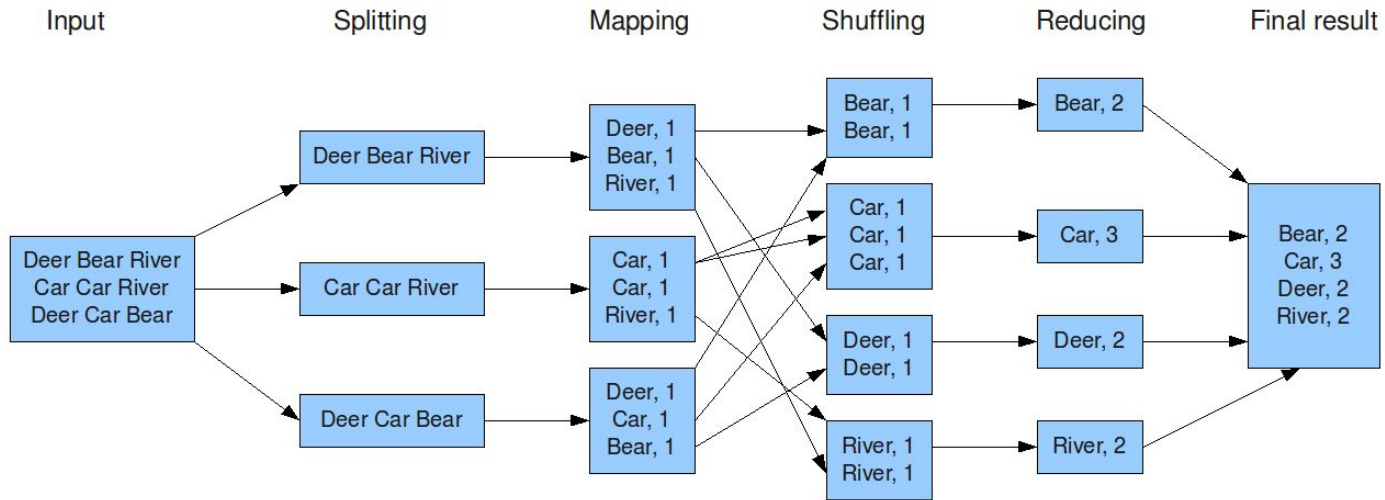 Input
Splitting
Mapping
Shuffling
Reducing
Final result
Deer Bear River
Car Car River
Deer Car Bear
Deer Bear River
Car Car River
Deer Car Bear
Deer, 1
Bear, 1
River, 1
Car, 1
Car, 1
River, 1
Deer, 1
Car, 1
Bear, 1
Bear, 1
Bear, 1
Car, 1
Car, 1
Car, 1
Deer, 1
Deer, 1
River, 1
River, 1
Bear, 2
Car, 3
Deer, 2
River, 2
Bear, 2
Car, 3
Deer, 2
River, 2